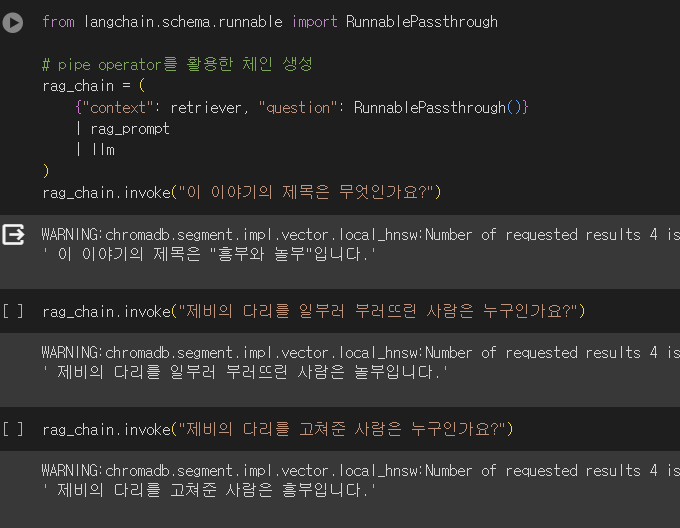 from langchain.schema.runnable import RunnablePassthrough
# pipe operator를 활용한 체인 생성
rag_chain = (
    {"context": retriever, "question": RunnablePassthrough()}
    | rag_prompt
    | llm
)
rag_chain.invoke("이 이야기의 제목은 무엇인가요?")
WARNING:chromadb.segment.impl.vector.local_hnsw:Number of requested results 4 is
' 이 이야기의 제목은 "흥부와 놀부"입니다.'
[ ] rag_chain.invoke("제비의 다리를 일부러 부러뜨린 사람은 누구인가요?")
WARNING:chromadb.segment.impl.vector.local_hnsw:Number of requested results 4 is
' 제비의 다리를 일부러 부러뜨린 사람은 놀부입니다.'
[ ] rag_chain.invoke("제비의 다리를 고쳐준 사람은 누구인가요?")
WARNING:chromadb.segment.impl.vector.local_hnsw:Number of requested results 4 is
' 제비의 다리를 고쳐준 사람은 흥부입니다.'